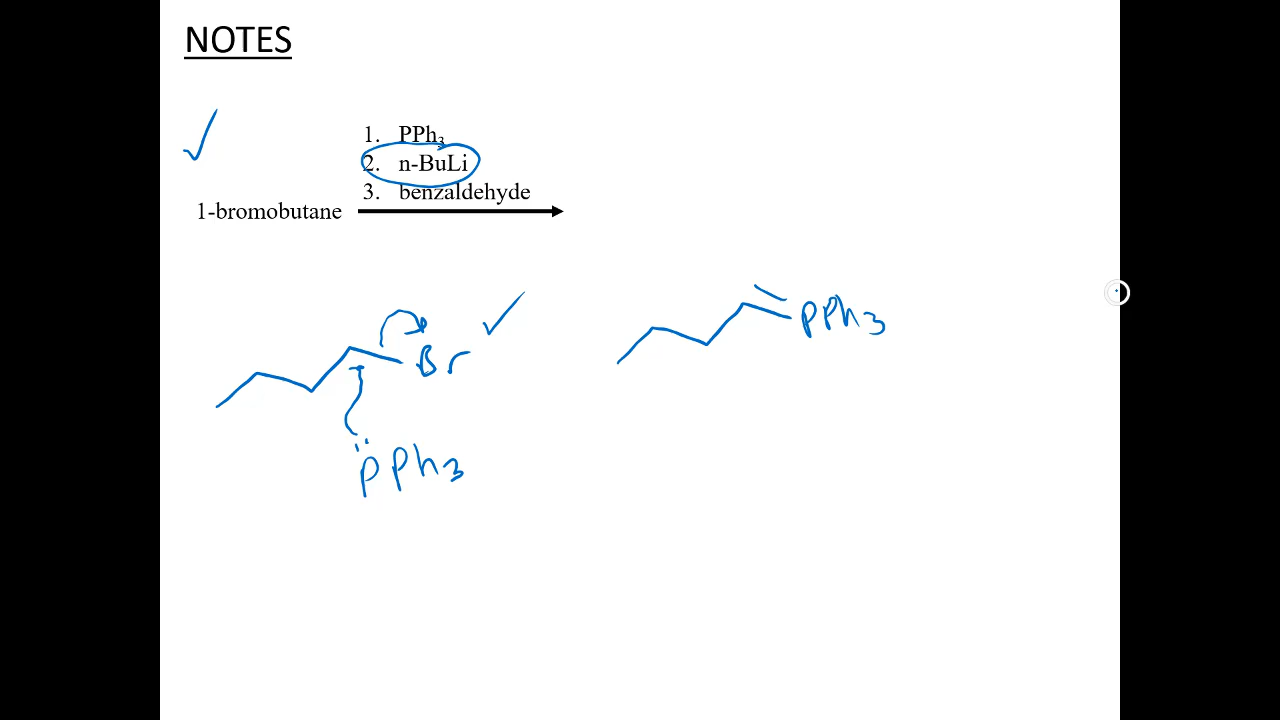 NOTES
1. PPh3
2. n-BuLi
3. benzaldehyde
1-bromobutane
Br
PPh3
PPh3